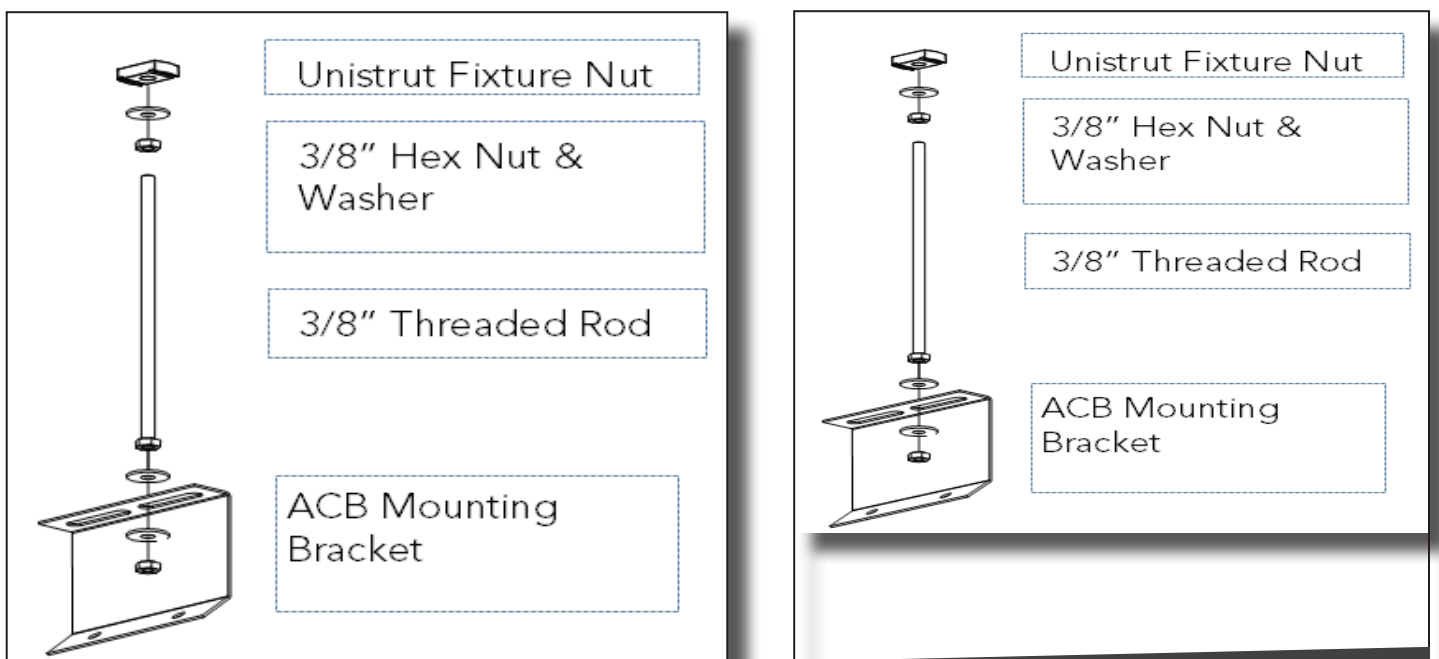 Unistrut Fixture Nut
3/8” Hex Nut &
Washer
3/8” Threaded Rod
ACB Mounting
Bracket
Unistrut Fixture Nut
3/8” Hex Nut &
Washer
3/8” Threaded Rod
ACB Mounting
Bracket